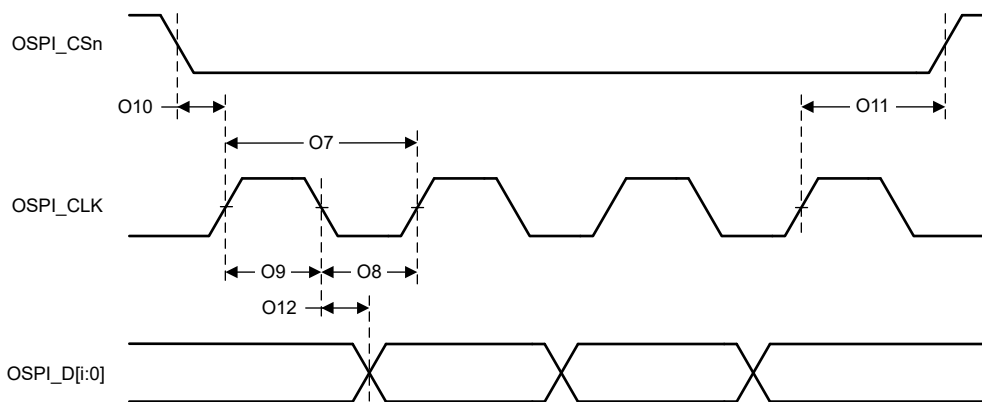 OSPI_CSn
O10
O11
O7
OSPI_CLK
O9
O8
O12
OSPI_D[i:0]